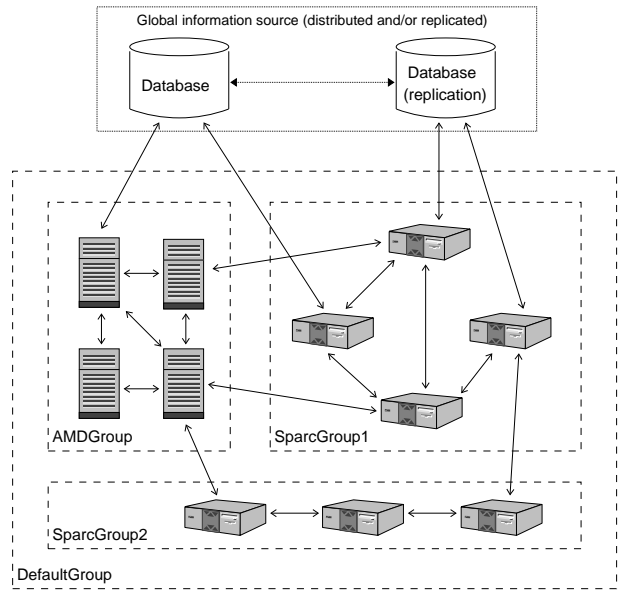 Global information source (distributed and/or replicated)
Database
Database
(replication)
AMDGroup
SparcGroup1
SparcGroup2
DefaultGroup